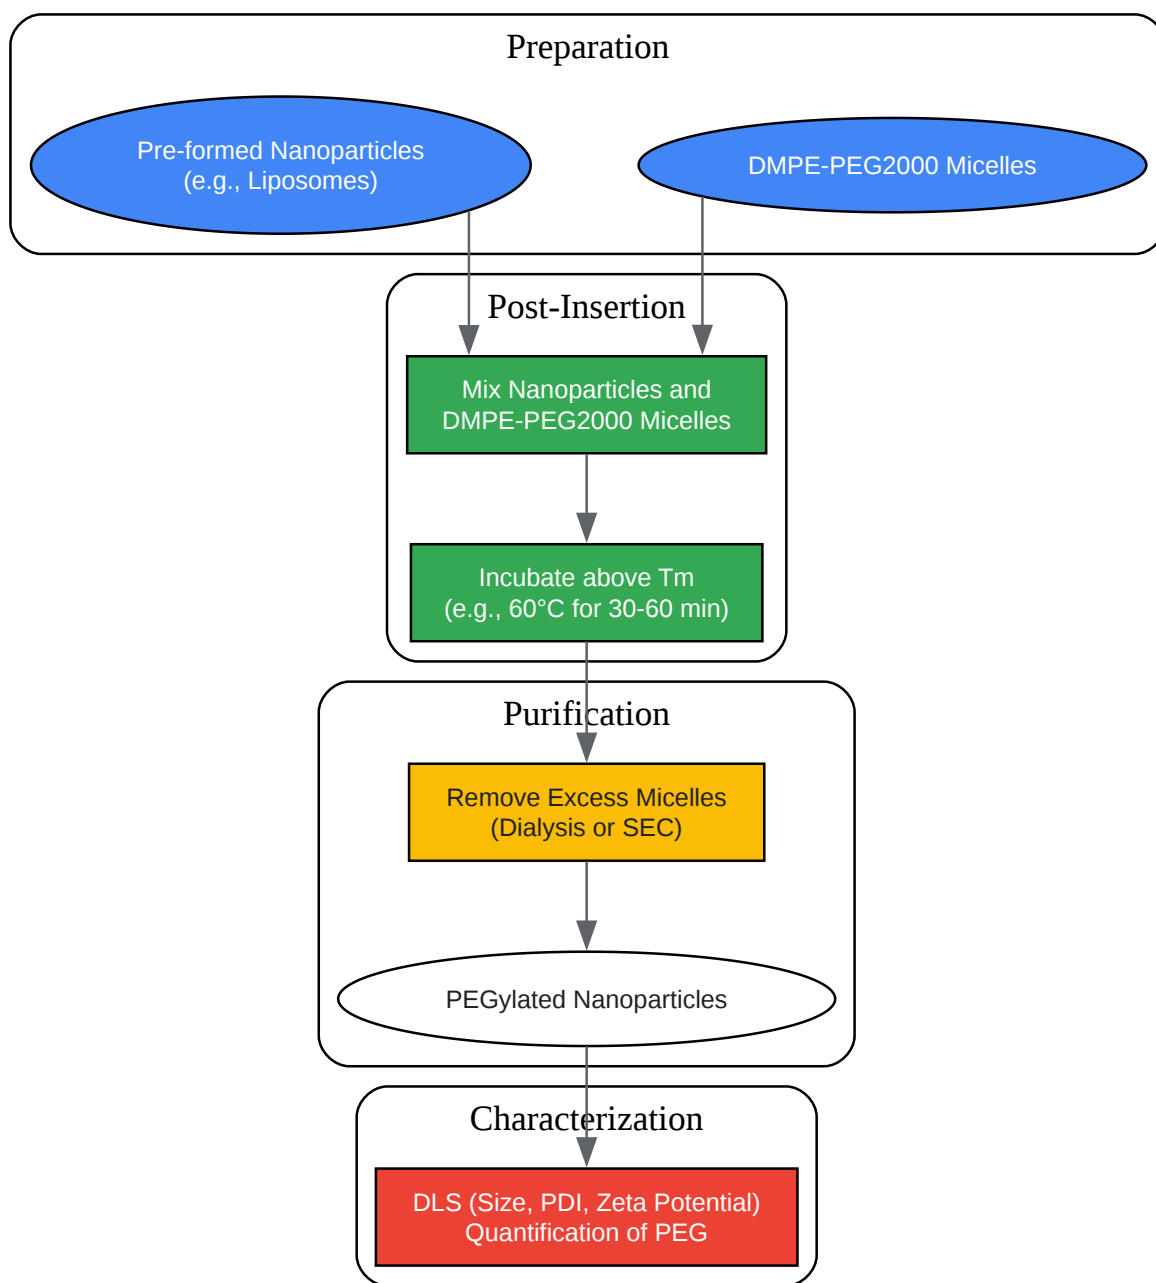 Preparation
Pre-formed Nanoparticles
(e.g., Liposomes)
DMPE-PEG2000 Micelles
Post-Insertion
Mix Nanoparticles and
DMPE-PEG2000 Micelles
Incubate above Tm
(e.g., 60°C for 30-60 min)
Purification
Remove Excess Micelles
(Dialysis or SEC)
PEGylated Nanoparticles
Characterization
DLS (Size, PDI, Zeta Potential)
Quantification of PEG